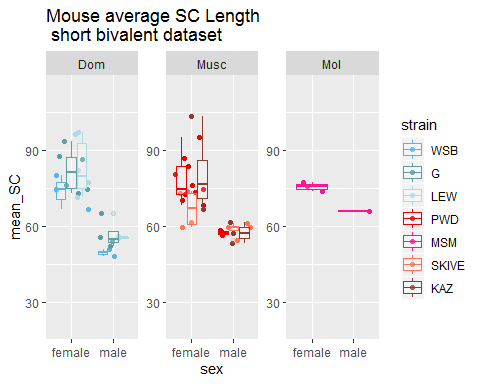 Mouse average SC Length
short bivalent dataset
Dom
Musc
Mol
mean_SC
90
60
30
90
60
30
90
60
30
female
male
female
male
female
male
sex
strain
WSB
G
LEW
PWD
MSM
SKIVE
KAZ